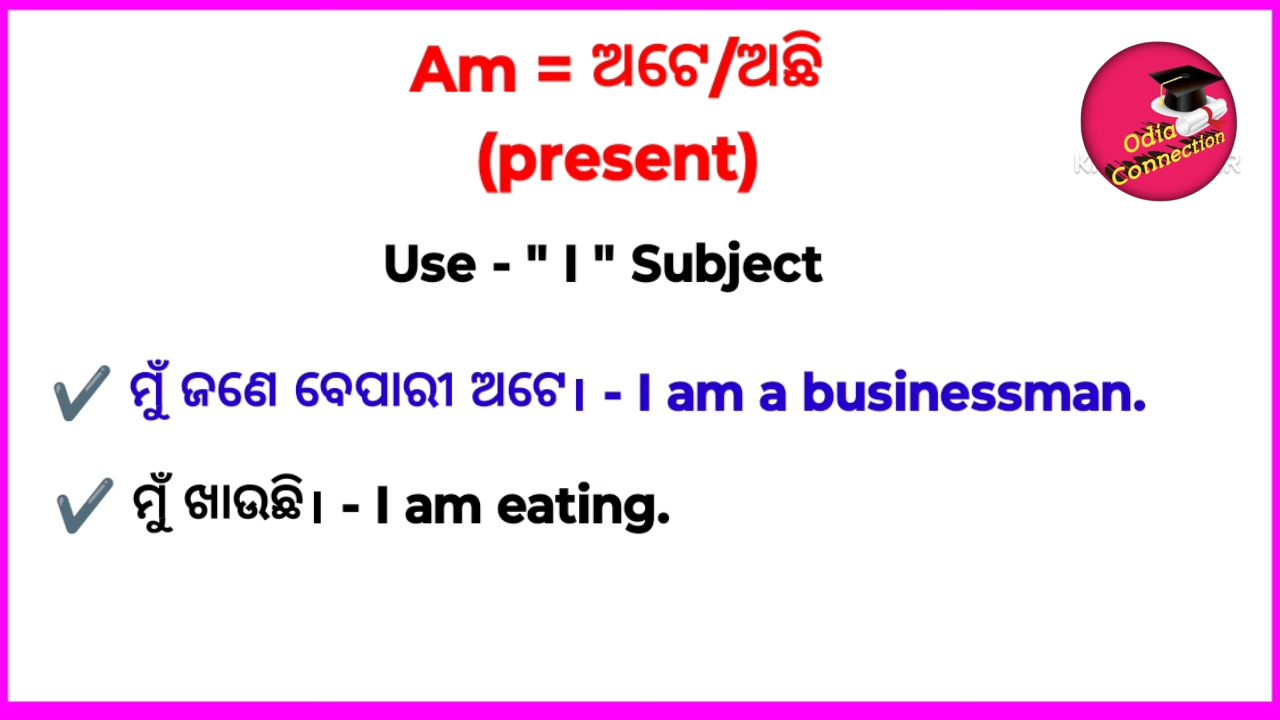 Am = ଅଟେ/ଅଛି
(present)
Odia
Connection
Use - " I " Subject
ମୁଁ ଜଣେ ବେପାରୀ ଅଟେ। - I am a businessman.
ମୁଁ ଖାଉଛି। - I am eating.